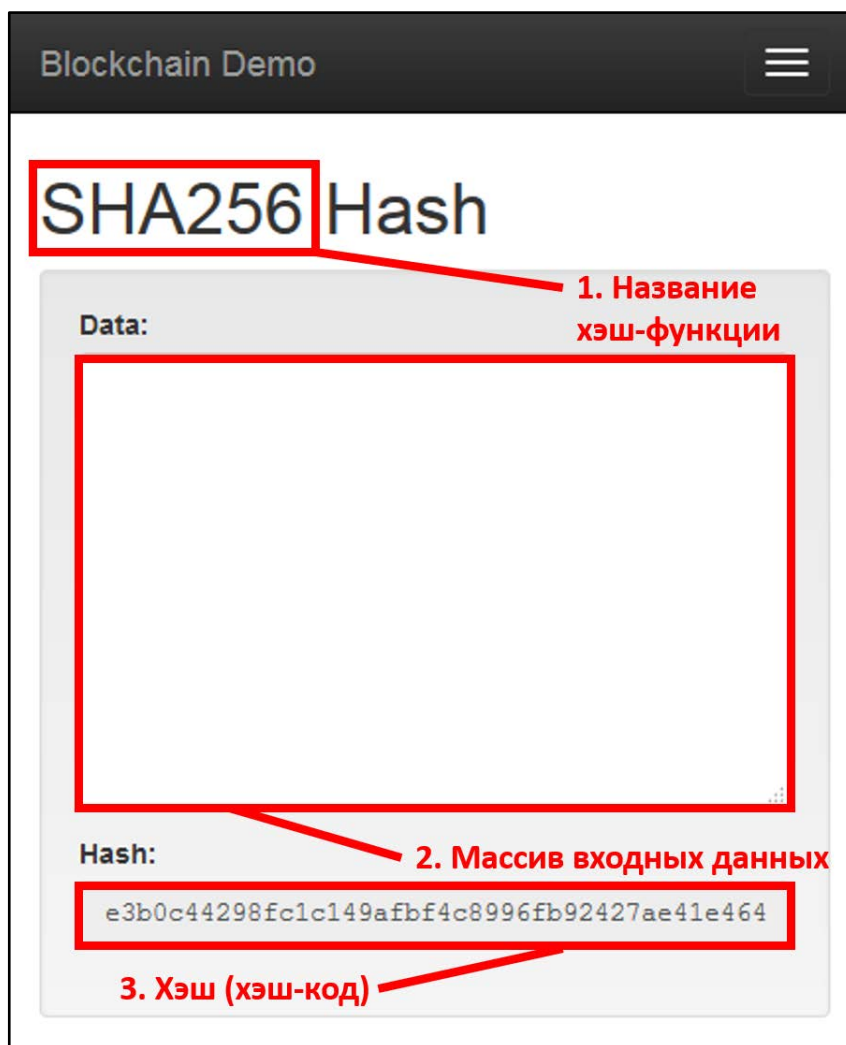 Blockchain Demo
SHA256 Hash
1. Название
хэш-функции
Data:
Hash:
2. Массив входных данных
e3b0c44298fc1c149afbf4c8996fb92427ae41e464
3. Хэш (хэш-код)